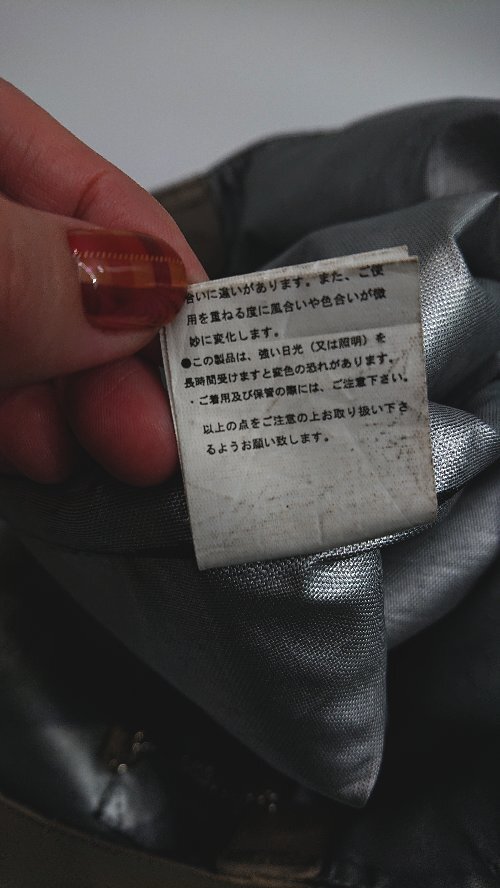 合いに違いがあります。また、ご使
用を重ねる度に風合いや色合いが微
妙に変化します。
●この製品は、強い日光（又は照明）を
長時間受けますと変色の恐れがあります。
・ご着用及び保管の際には、ご注意下さい。
以上の点をご注意の上お取り扱い下さ
るようお願い致します。